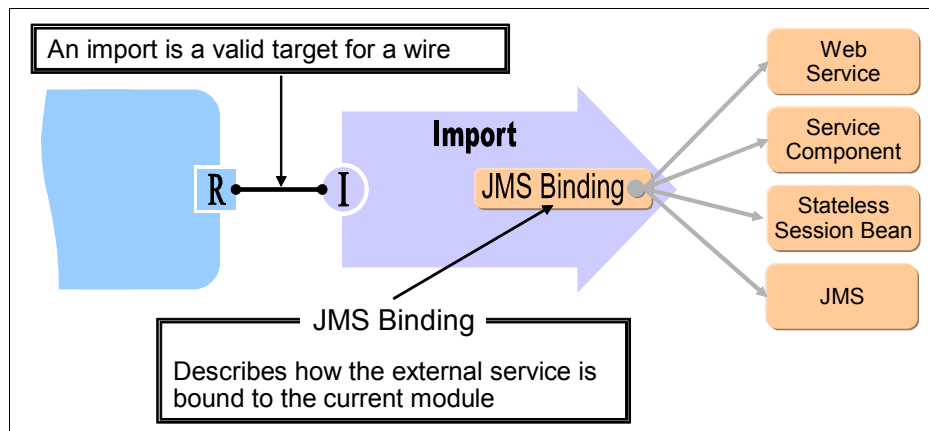 An import is a valid target for a wire
Web
Service
Import
Service
Component
R
I
JMS Binding
Stateless
Session Bean
JMS
JMS Binding
Describes how the external service is
bound to the current module